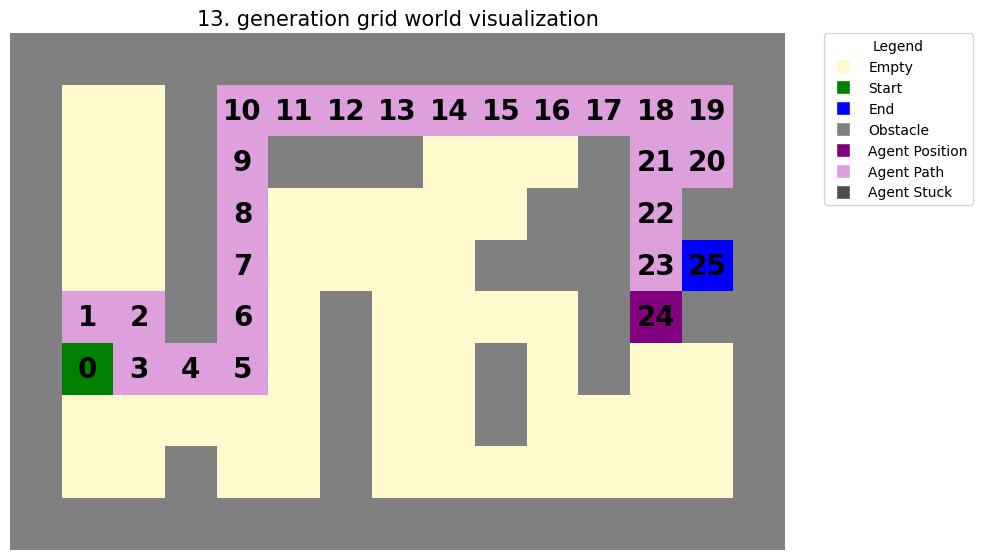 13. generation grid world visualization
Legend
Empty
Start
End
Obstacle
Agent Position
Agent Path
Agent Stuck
10 11 12 13 14 15 16 17 18 19
9 21 20
8 22
7 23 25
1 2 6 24
0 3 4 5